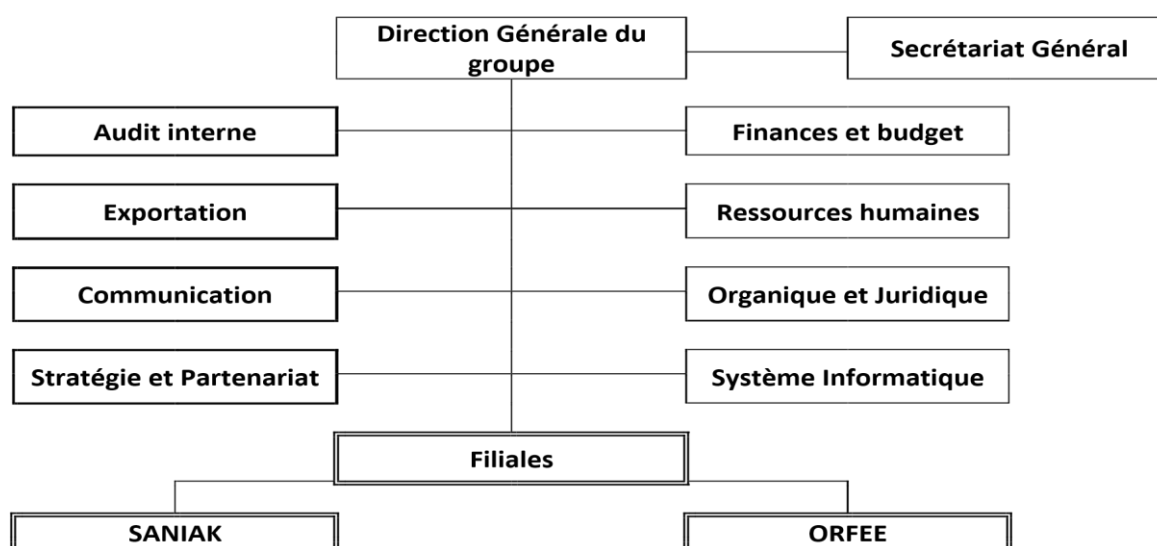 Direction Générale du
groupe
Secrétariat Général
Audit interne
Finances et budget
Exportation
Ressources humaines
Communication
Organique et Juridique
Stratégie et Partenariat
Système Informatique
Filiales
SANIAK
ORFEE